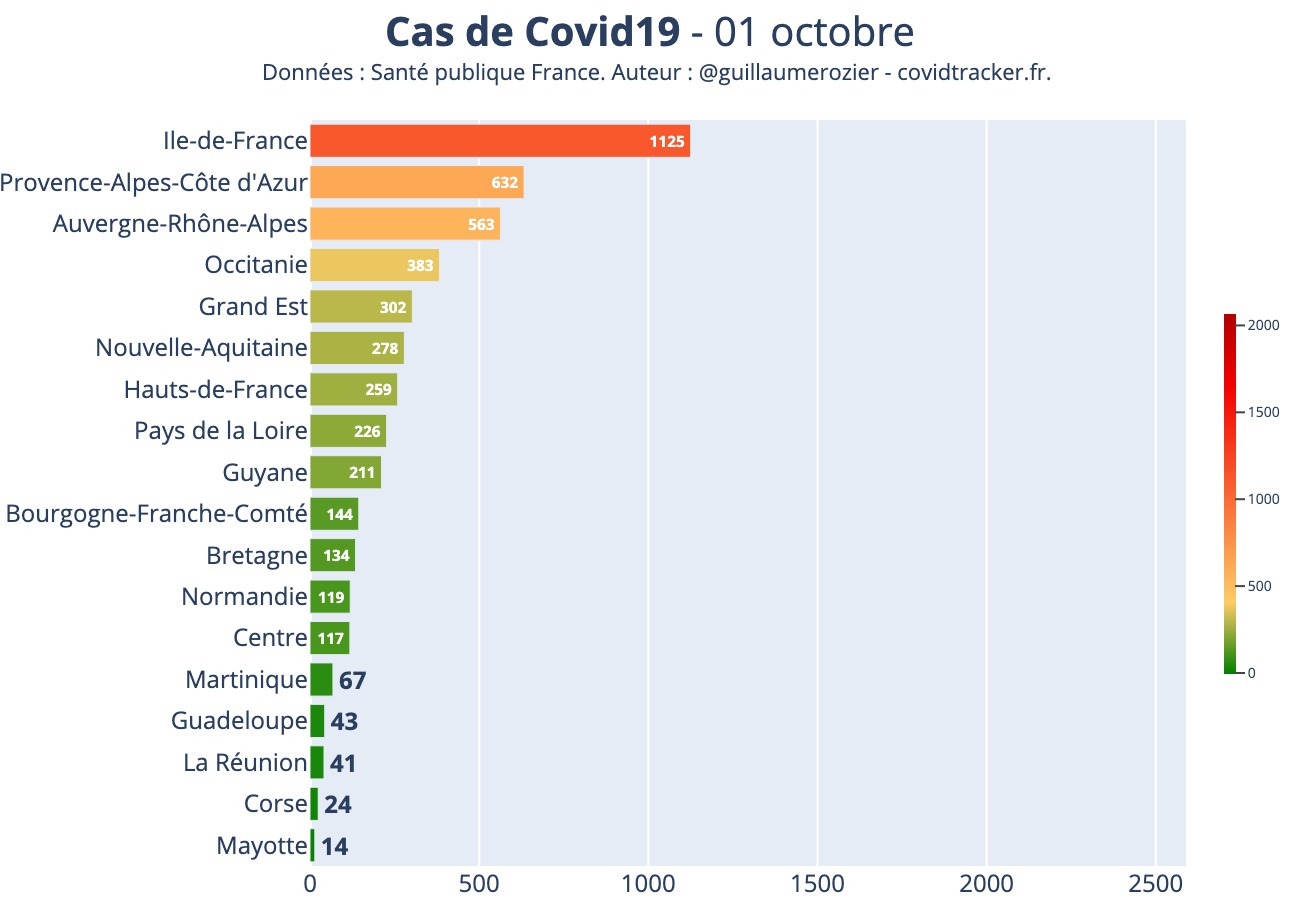 Cas de Covid19 - 01 octobre
Données : Santé publique France. Auteur : @guillaumerozier - covidtracker.fr.
Ile-de-France 1125
Provence-Alpes-Côte d'Azur 632
Auvergne-Rhône-Alpes 563
Occitanie 383
Grand Est 302
Nouvelle-Aquitaine 278
Hauts-de-France 259
Pays de la Loire 226
Guyane 211
Bourgogne-Franche-Comté 144
Bretagne 134
Normandie 119
Centre 117
Martinique 67
Guadeloupe 43
La Réunion 41
Corse 24
Mayotte 14
0 500 1000 1500 2000 2500
2000
1500
1000
500
0